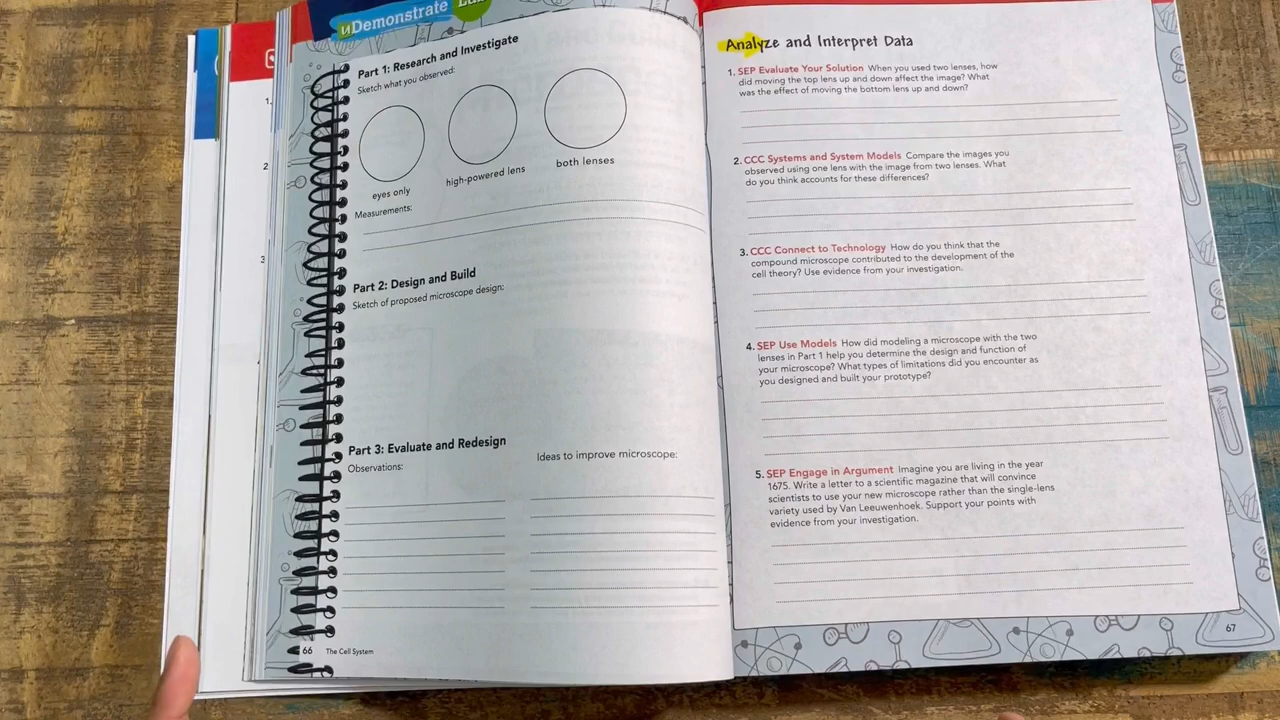 uDemonstrate Lab
Part 1: Research and Investigate
Sketch what you observed:
eyes only
high-powered lens
both lenses
Measurements:
Part 2: Design and Build
Sketch of proposed microscope design:
Part 3: Evaluate and Redesign
Observations:
Ideas to improve microscope:
66 The Cell System
1.
2
3
Analyze and Interpret Data
1. SEP Evaluate Your Solution When you used two lenses, how
did moving the top lens up and down affect the image? What
was the effect of moving the bottom lens up and down?
2. CCC Systems and System Models Compare the images you
observed using one lens with the image from two lenses. What
do you think accounts for these differences?
3. CCC Connect to Technology How do you think that the
compound microscope contributed to the development of the
cell theory? Use evidence from your investigation.
4. SEP Use Models How did modeling a microscope with the two
lenses in Part 1 help you determine the design and function of
your microscope? What types of limitations did you encounter as
you designed and built your prototype?
5. SEP Engage in Argument Imagine you are living in the year
1675. Write a letter to a scientific magazine that will convince
scientists to use your new microscope rather than the single-lens
variety used by Van Leeuwenhoek. Support your points with
evidence from your investigation.
67